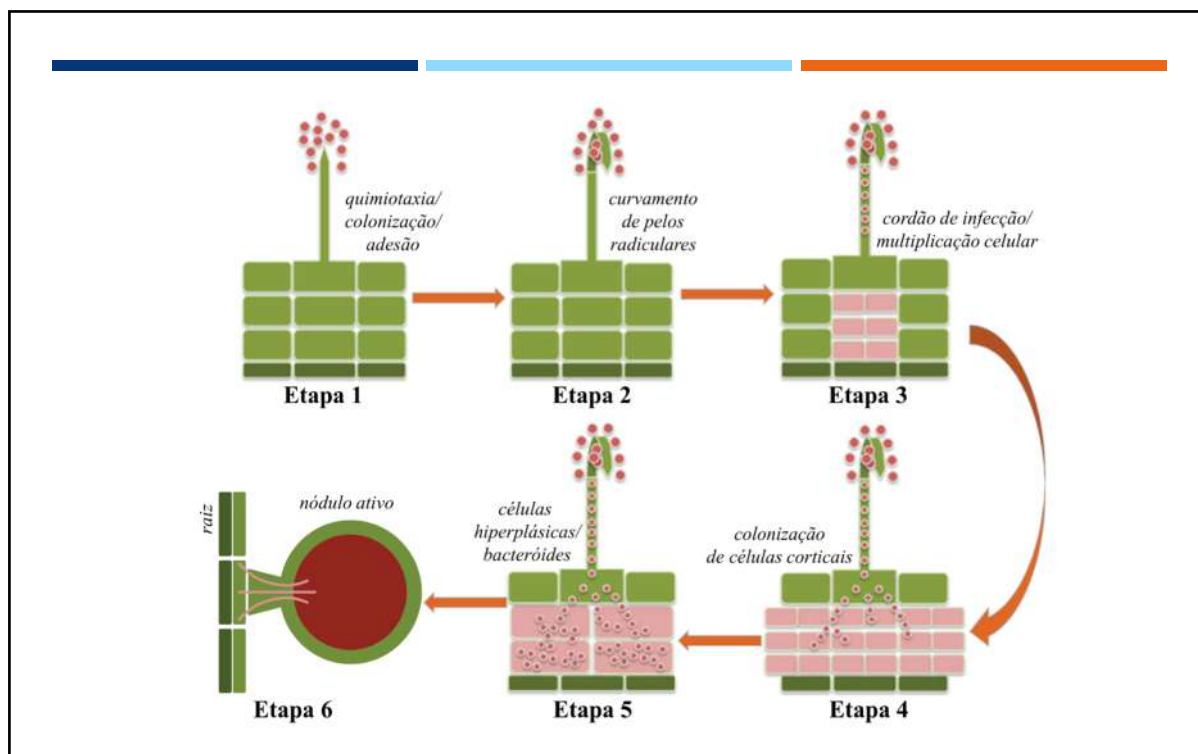 quimiotaxia/
colonização/
adesão
Etapa 1
curvamento
de pelos
radiculares
Etapa 2
cordão de infecção/
multiplicação celular
Etapa 3
colonização
de células corticais
Etapa 4
células
hiperplásicas/
bacteróides
Etapa 5
raiz
nódulo ativo
Etapa 6